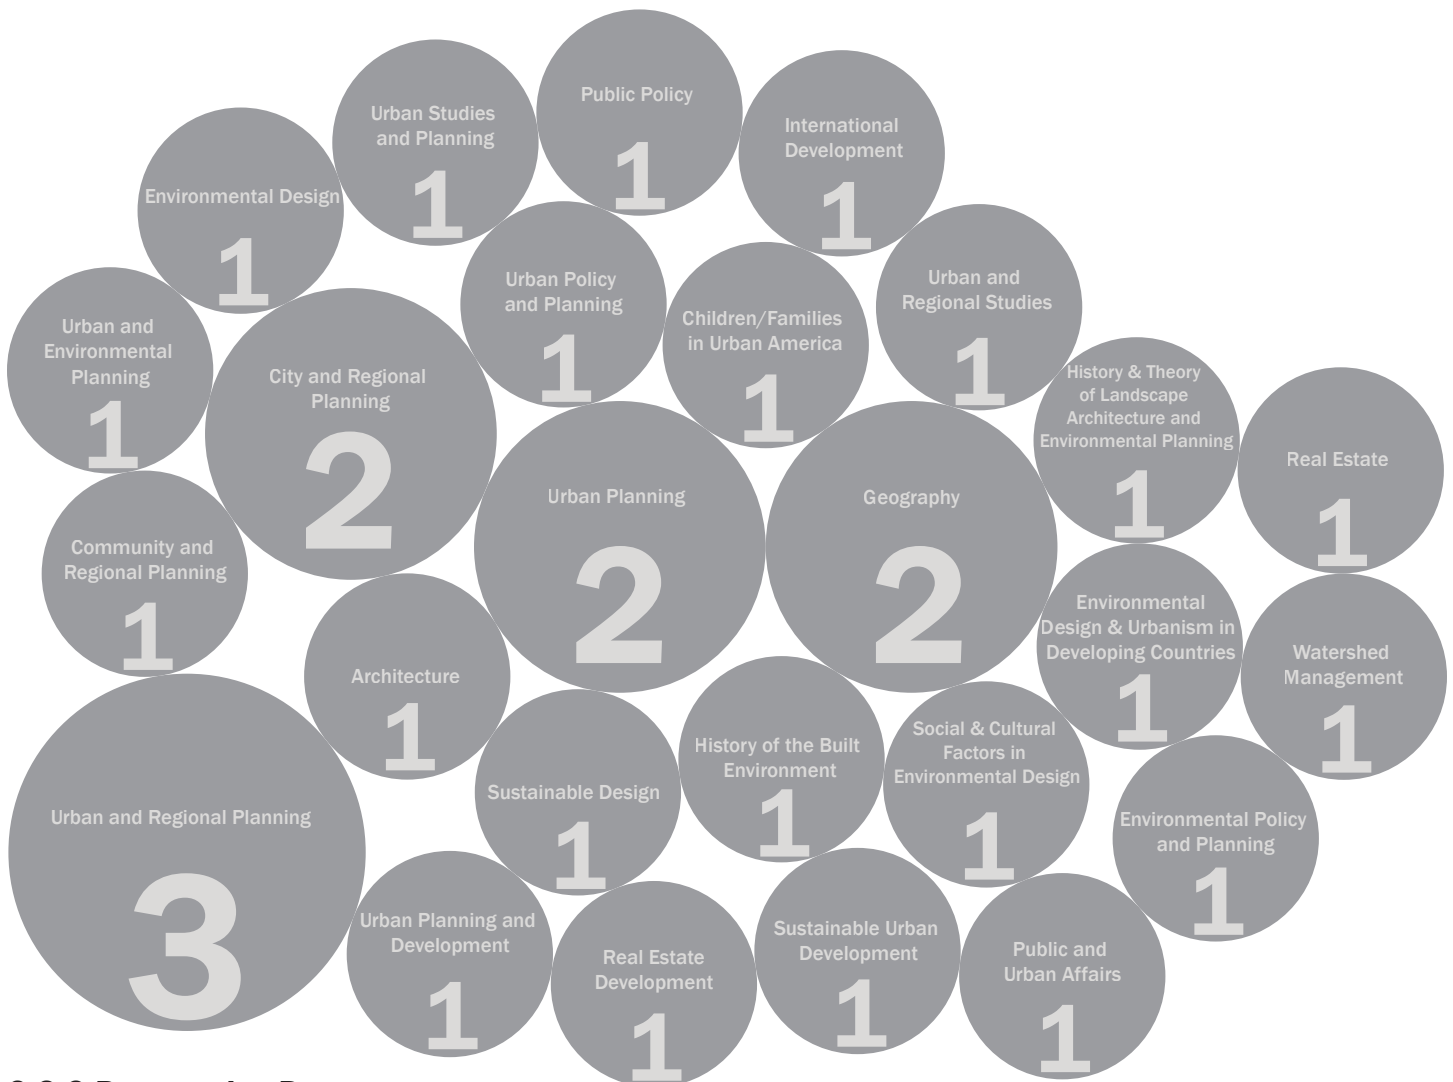 Public Policy
1
Urban Studies
and Planning
1
International
Development
1
Environmental Design
1
Urban Policy
and Planning
1
Urban and
Regional Studies
1
Children/Families
in Urban America
1
Urban and
Environmental
Planning
1
City and Regional
Planning
2
History & Theory
of Landscape
Architecture and
Environmental Planning
1
Real Estate
1
Urban Planning
2
Geography
2
Community and
Regional Planning
1
Environmental
Design & Urbanism in
Developing Countries
1
Watershed
Management
1
Architecture
1
Social & Cultural
Factors in
Environmental Design
1
History of the Built
Environment
1
Sustainable Design
1
Urban and Regional Planning
3
Environmental Policy
and Planning
1
Urban Planning and
Development
1
Sustainable Urban
Development
1
Real Estate
Development
1
Public and
Urban Affairs
1